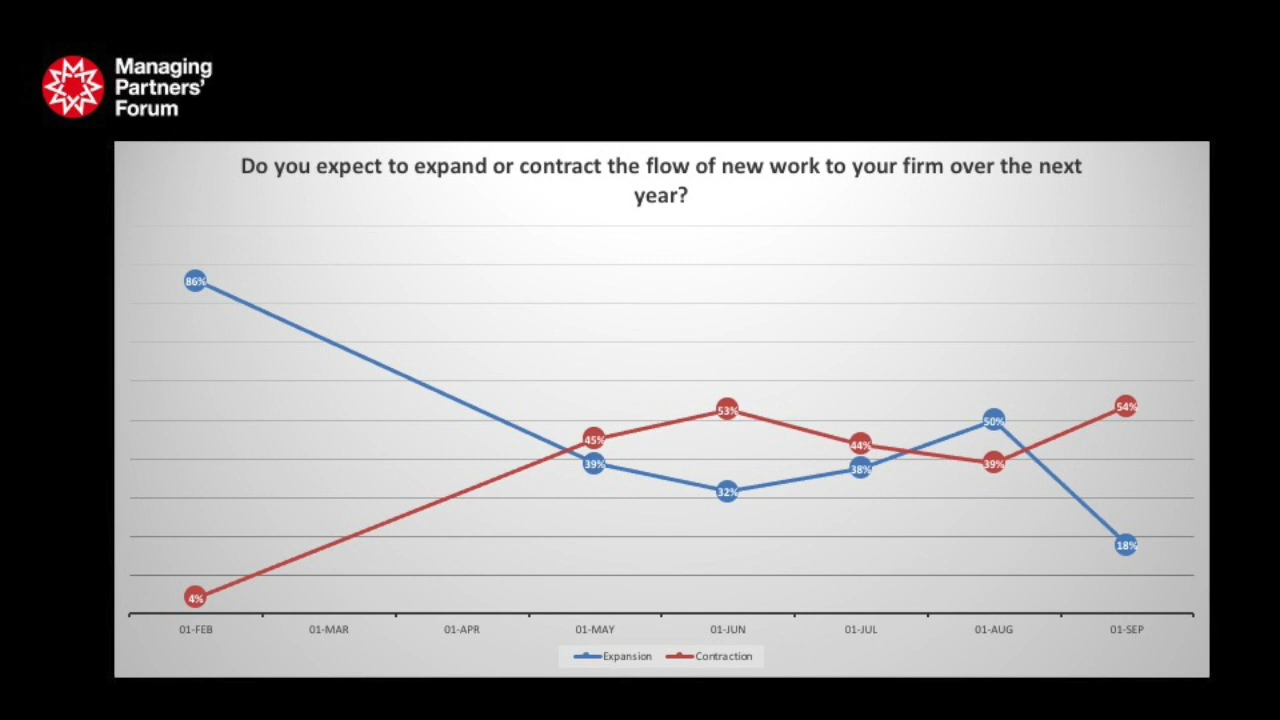 Managing
Partners'
Forum
Do you expect to expand or contract the flow of new work to your firm over the next
year?
86%
53%
54%
50%
45%
44%
39%
38%
39%
32%
18%
4%
01-FEB 01-MAR 01-APR 01-MAY 01-JUN 01-JUL 01-AUG 01-SEP
Expansion Contraction